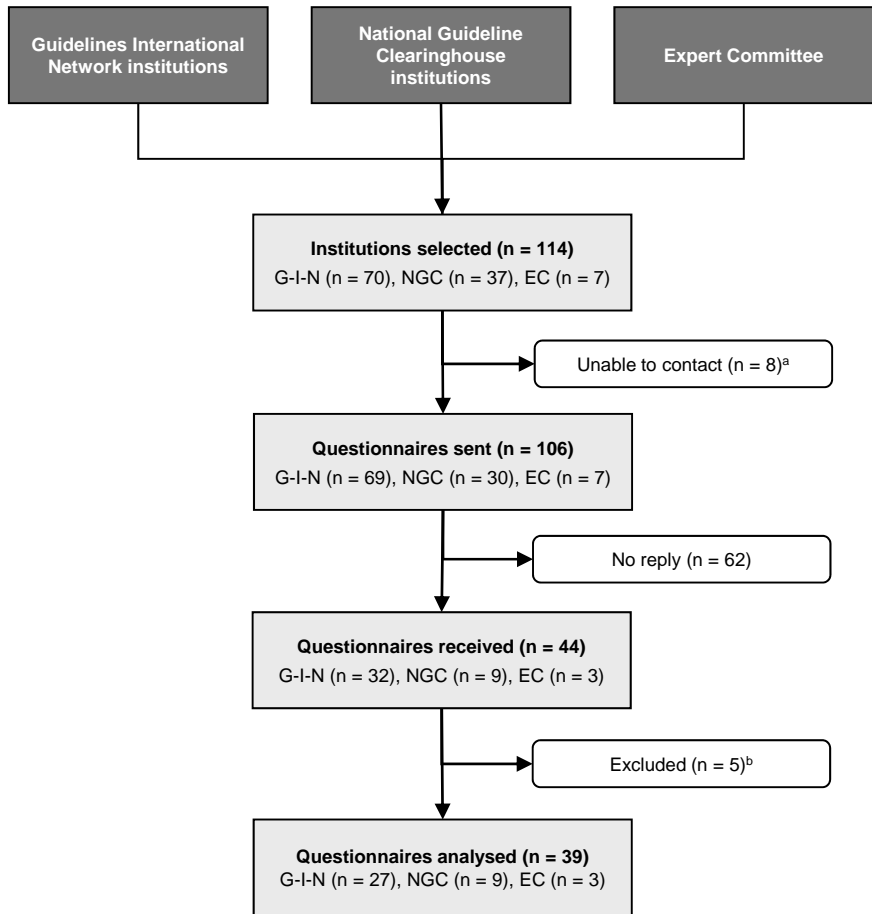 Guidelines International
Network institutions
National Guideline
Clearinghouse
institutions
Expert Committee
Institutions selected (n = 114)
G-I-N (n = 70), NGC (n = 37), EC (n = 7)
Unable to contact (n = 8)ᵃ
Questionnaires sent (n = 106)
G-I-N (n = 69), NGC (n = 30), EC (n = 7)
No reply (n = 62)
Questionnaires received (n = 44)
G-I-N (n = 32), NGC (n = 9), EC (n = 3)
Excluded (n = 5)ᵇ
Questionnaires analysed (n = 39)
G-I-N (n = 27), NGC (n = 9), EC (n = 3)